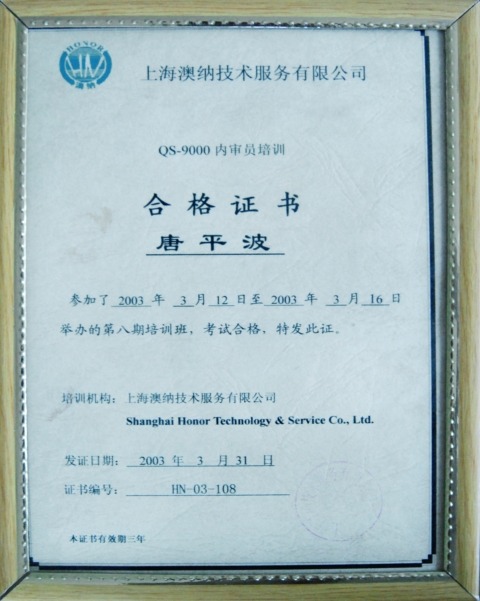 HONOR
澳纳
上海澳纳技术服务有限公司
QS-9000 内审员培训
合格证书
唐平波
参加了 2003 年 3 月 12 日至 2003 年 3 月 16 日
举办的第八期培训班，考试合格，特发此证。
培训机构：上海澳纳技术服务有限公司
Shanghai Honor Technology & Service Co., Ltd.
发证日期： 2003 年 3 月 31 日
证书编号： HN-03-108
本证书有效期三年